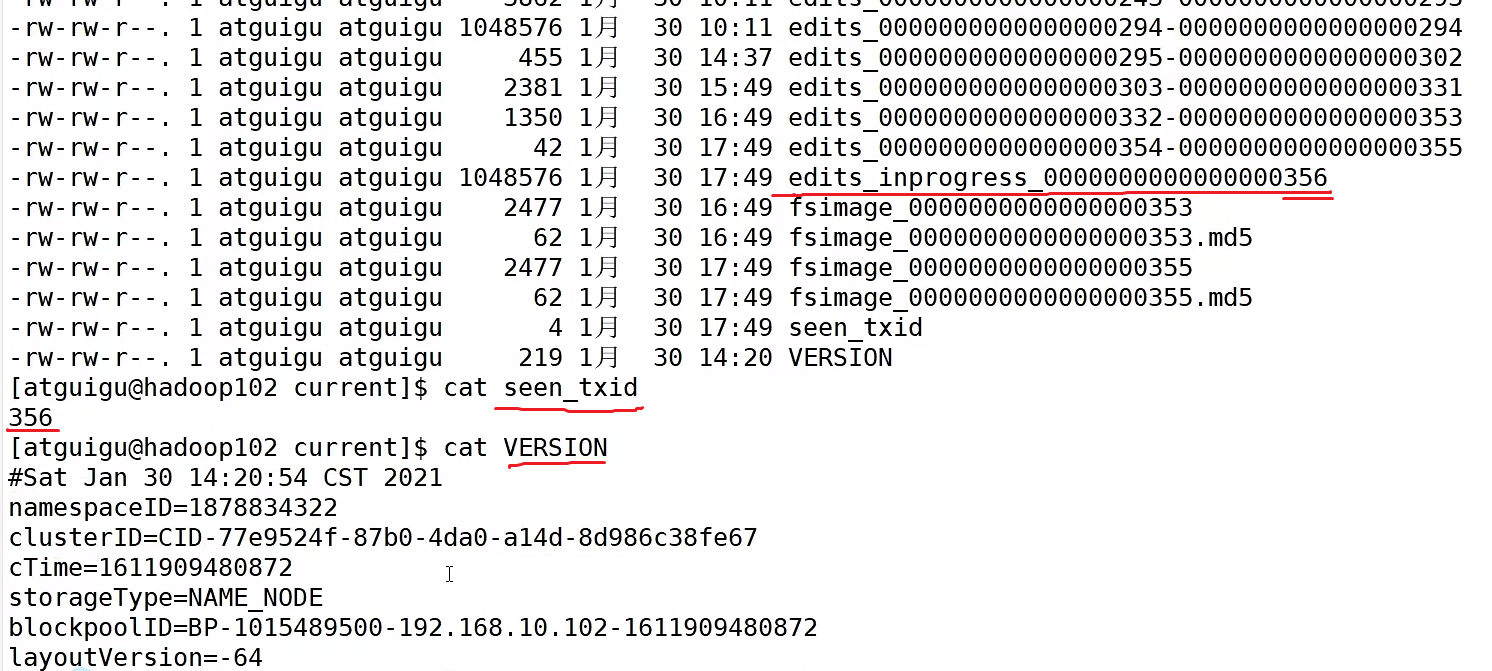 -rw-rw-r--. 1 atguigu atguigu 3862 1月 30 10:11 edits_0000000000000000245-0000000000000000293
-rw-rw-r--. 1 atguigu atguigu 1048576 1月 30 10:11 edits_0000000000000000294-0000000000000000294
-rw-rw-r--. 1 atguigu atguigu 455 1月 30 14:37 edits_0000000000000000295-0000000000000000302
-rw-rw-r--. 1 atguigu atguigu 2381 1月 30 15:49 edits_0000000000000000303-0000000000000000331
-rw-rw-r--. 1 atguigu atguigu 1350 1月 30 16:49 edits_0000000000000000332-0000000000000000353
-rw-rw-r--. 1 atguigu atguigu 42 1月 30 17:49 edits_0000000000000000354-0000000000000000355
-rw-rw-r--. 1 atguigu atguigu 1048576 1月 30 17:49 edits_inprogress_0000000000000000356
-rw-rw-r--. 1 atguigu atguigu 2477 1月 30 16:49 fsimage_0000000000000000353
-rw-rw-r--. 1 atguigu atguigu 62 1月 30 16:49 fsimage_0000000000000000353.md5
-rw-rw-r--. 1 atguigu atguigu 2477 1月 30 17:49 fsimage_0000000000000000355
-rw-rw-r--. 1 atguigu atguigu 62 1月 30 17:49 fsimage_0000000000000000355.md5
-rw-rw-r--. 1 atguigu atguigu 4 1月 30 17:49 seen_txid
-rw-rw-r--. 1 atguigu atguigu 219 1月 30 14:20 VERSION
[atguigu@hadoop102 current]$ cat seen_txid
356
[atguigu@hadoop102 current]$ cat VERSION
#Sat Jan 30 14:20:54 CST 2021
namespaceID=1878834322
clusterID=CID-77e9524f-87b0-4da0-a14d-8d986c38fe67
cTime=1611909480872
storageType=NAME_NODE
blockpoolID=BP-1015489500-192.168.10.102-1611909480872
layoutVersion=-64